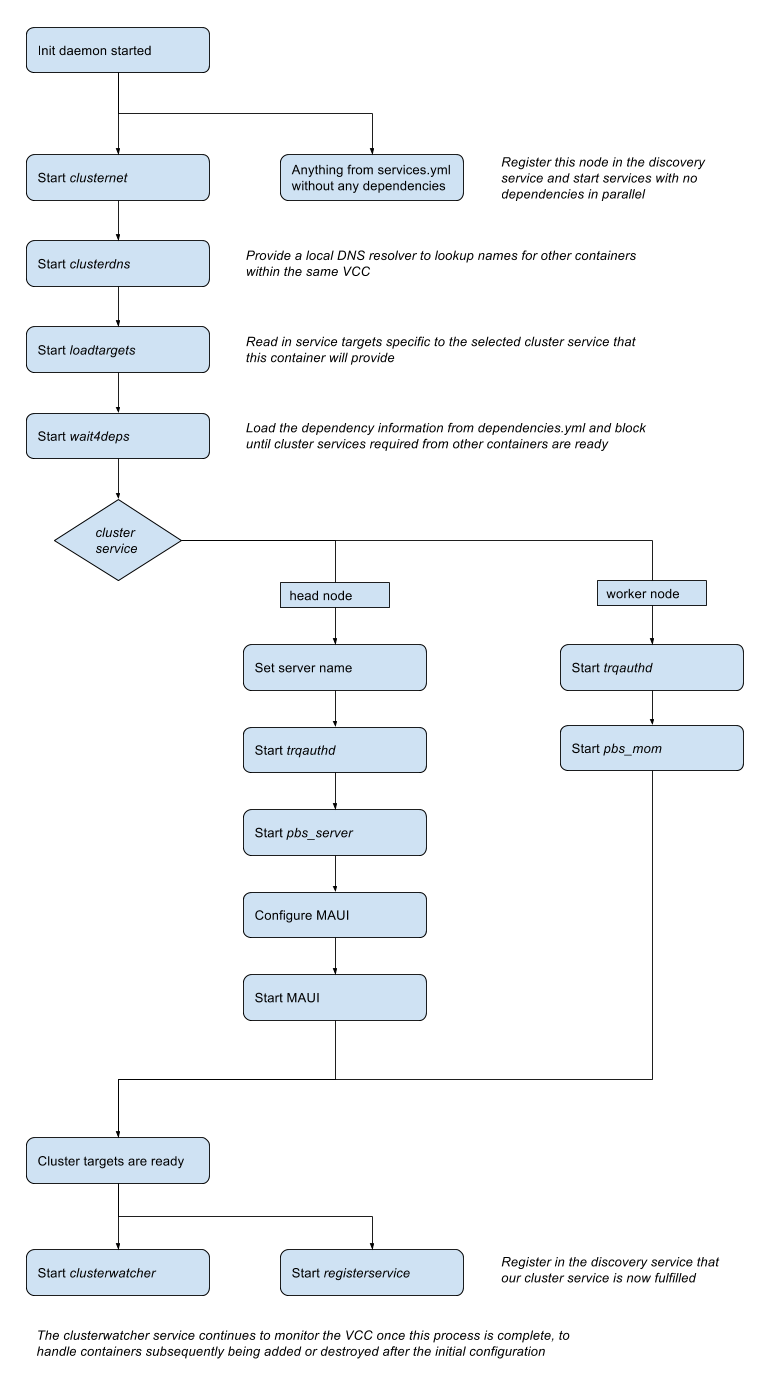 Init daemon started
Start clusternet
Anything from services.yml
without any dependencies
Register this node in the discovery
service and start services with no
dependencies in parallel
Start clusterdns
Provide a local DNS resolver to lookup names for other containers
within the same VCC
Start loadtargets
Read in service targets specific to the selected cluster service that
this container will provide
Start wait4deps
Load the dependency information from dependencies.yml and block
until cluster services required from other containers are ready
cluster
service
head node
worker node
Set server name
Start trqauthd
Start trqauthd
Start pbs_mom
Start pbs_server
Configure MAUI
Start MAUI
Cluster targets are ready
Start clusterwatcher
Start registerservice
Register in the discovery service that
our cluster service is now fulfilled
The clusterwatcher service continues to monitor the VCC once this process is complete, to
handle containers subsequently being added or destroyed after the initial configuration